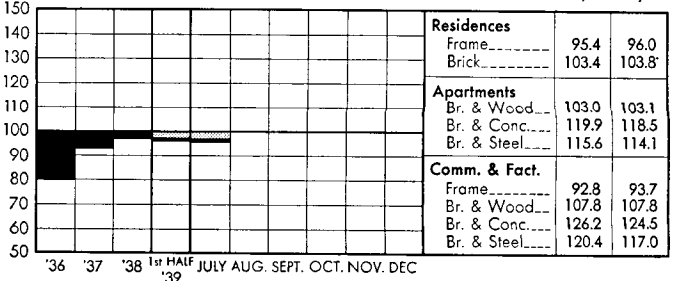 150
140
130
120
110
100
90
80
70
60
50
'36 '37 '38 1st HALF '39 JULY AUG. SEPT. OCT. NOV. DEC
Residences
Frame 95.4 96.0
Brick 103.4 103.8
Apartments
Br. & Wood 103.0 103.1
Br. & Conc. 119.9 118.5
Br. & Steel 115.6 114.1
Comm. & Fact.
Frame 92.8 93.7
Br. & Wood 107.8 107.8
Br. & Conc. 126.2 124.5
Br. & Steel 120.4 117.0